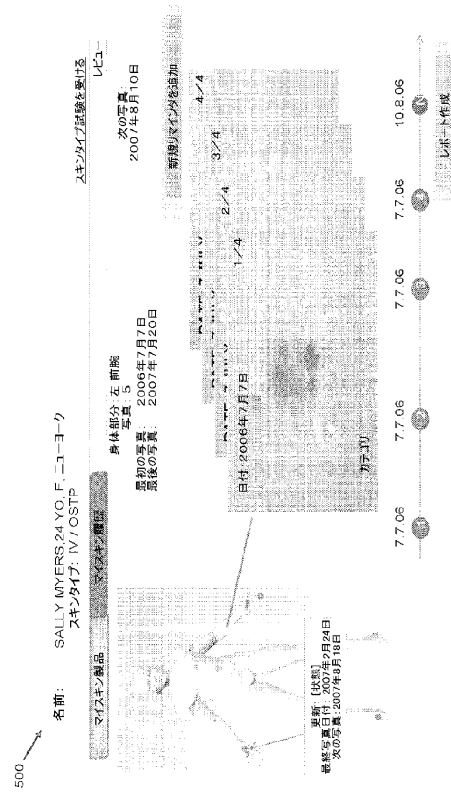 500
名前: SALLY MYERS,24 YO, F, ニューヨーク
スキンタイプ: IV / OSTP
スキンタイプ試験を受ける
マイスキン製品
マイスキン履歴
レビュー
身体部分: 左 前腕
写真: 5
最初の写真: 2006年7月7日
最後の写真: 2007年7月20日
次の写真:
2007年8月10日
新規リマインダを追加
4/4
3/4
2/4
1/4
日付: 2006年7月7日
カテゴリ
更新: [状態]
最終写真日付: 2007年2月24日
次の写真: 2007年8月18日
7.7.06
7.7.06
7.7.06
7.7.06
10.8.06
レポート作成